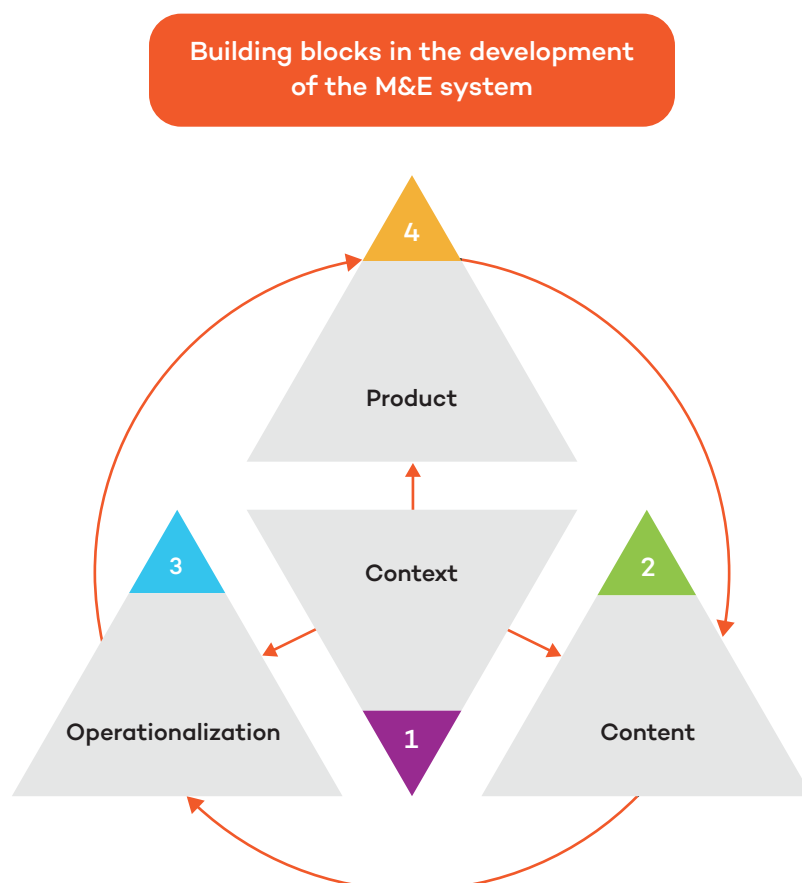 Building blocks in the development
of the M&E system
4
Product
3
Context
2
Operationalization
1
Content